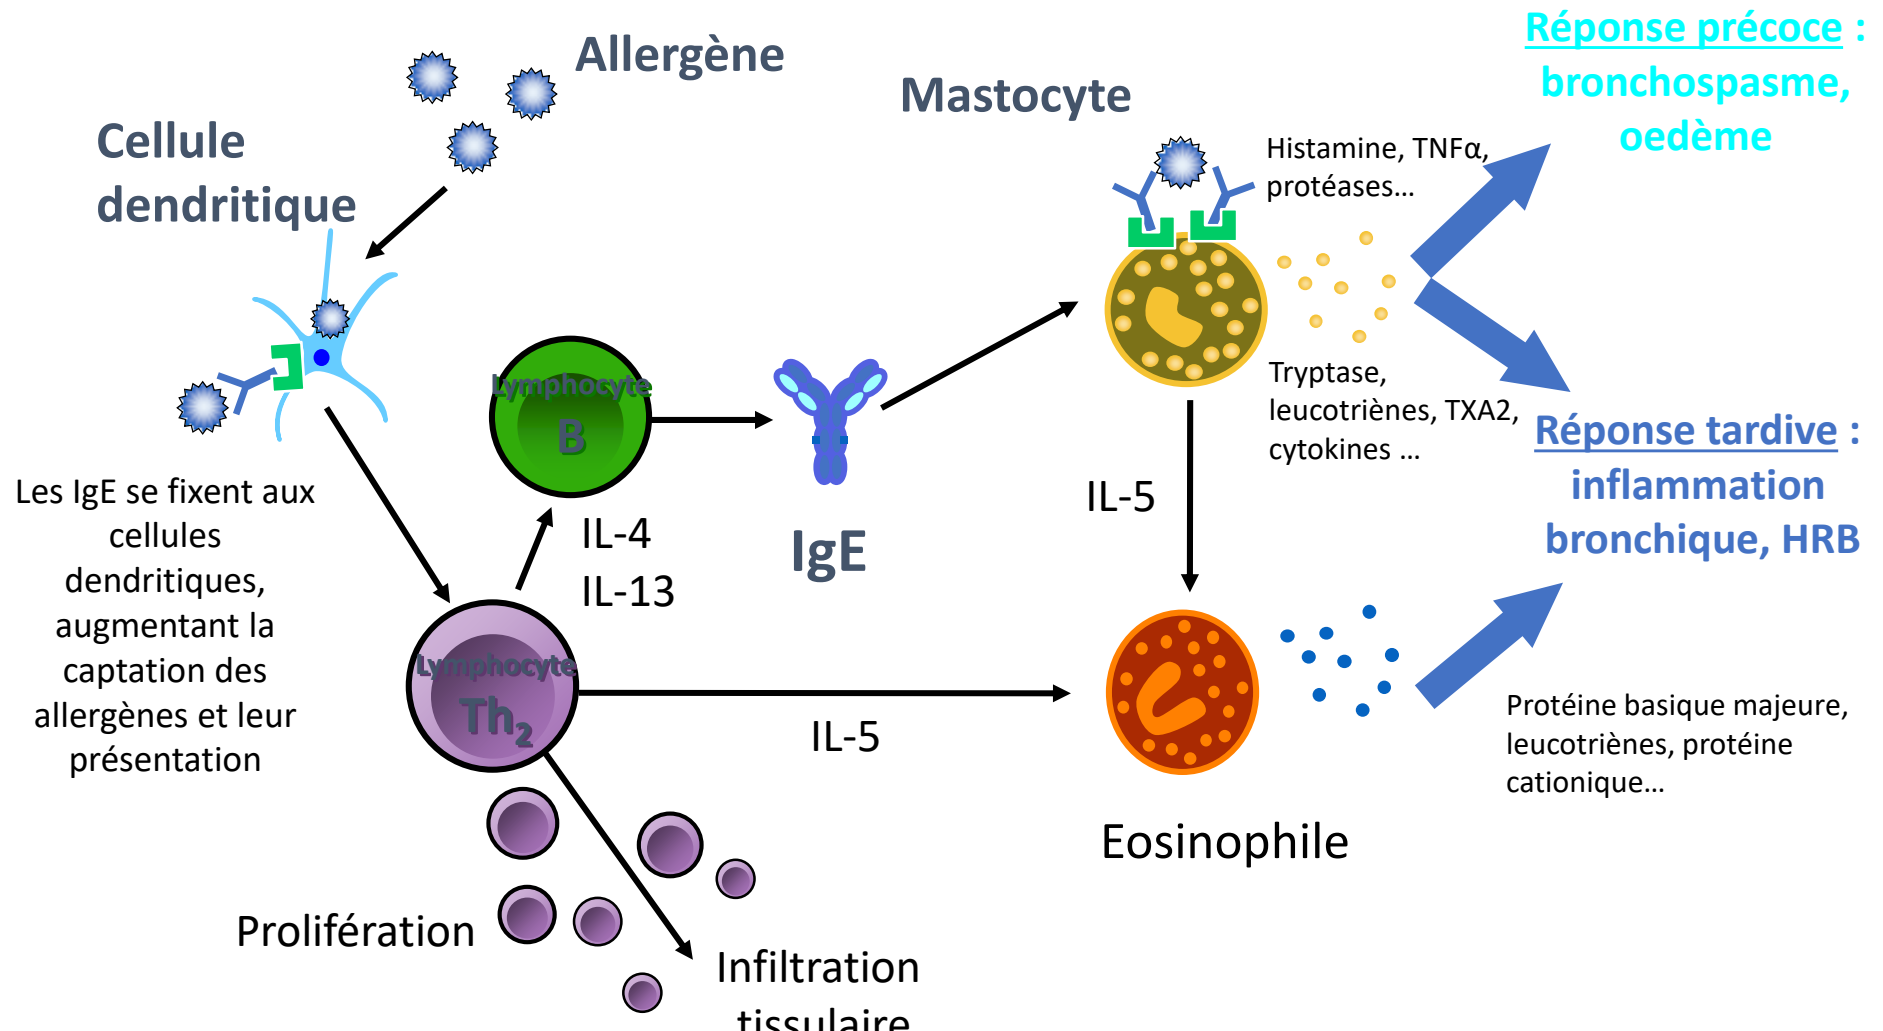 Allergène
Cellule
dendritique
Mastocyte
Réponse précoce :
bronchospasme,
oedème
Histamine, TNFα,
protéases...
Lymphocyte
B
Tryptase,
leucotriènes, TXA2,
cytokines ...
Réponse tardive :
inflammation
bronchique, HRB
Les IgE se fixent aux
cellules
dendritiques,
augmentant la
captation des
allergènes et leur
présentation
IL-4
IL-13
IgE
IL-5
Lymphocyte
Th2
IL-5
Protéine basique majeure,
leucotriènes, protéine
cationique...
Eosinophile
Prolifération
Infiltration
tissulaire